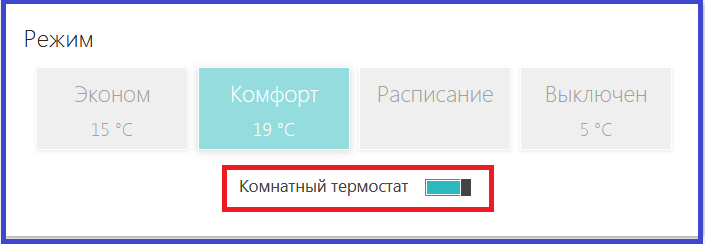 Режим
Эконом Комфорт Расписание Выключен
15 °C 19 °C 5 °C
Комнатный термостат